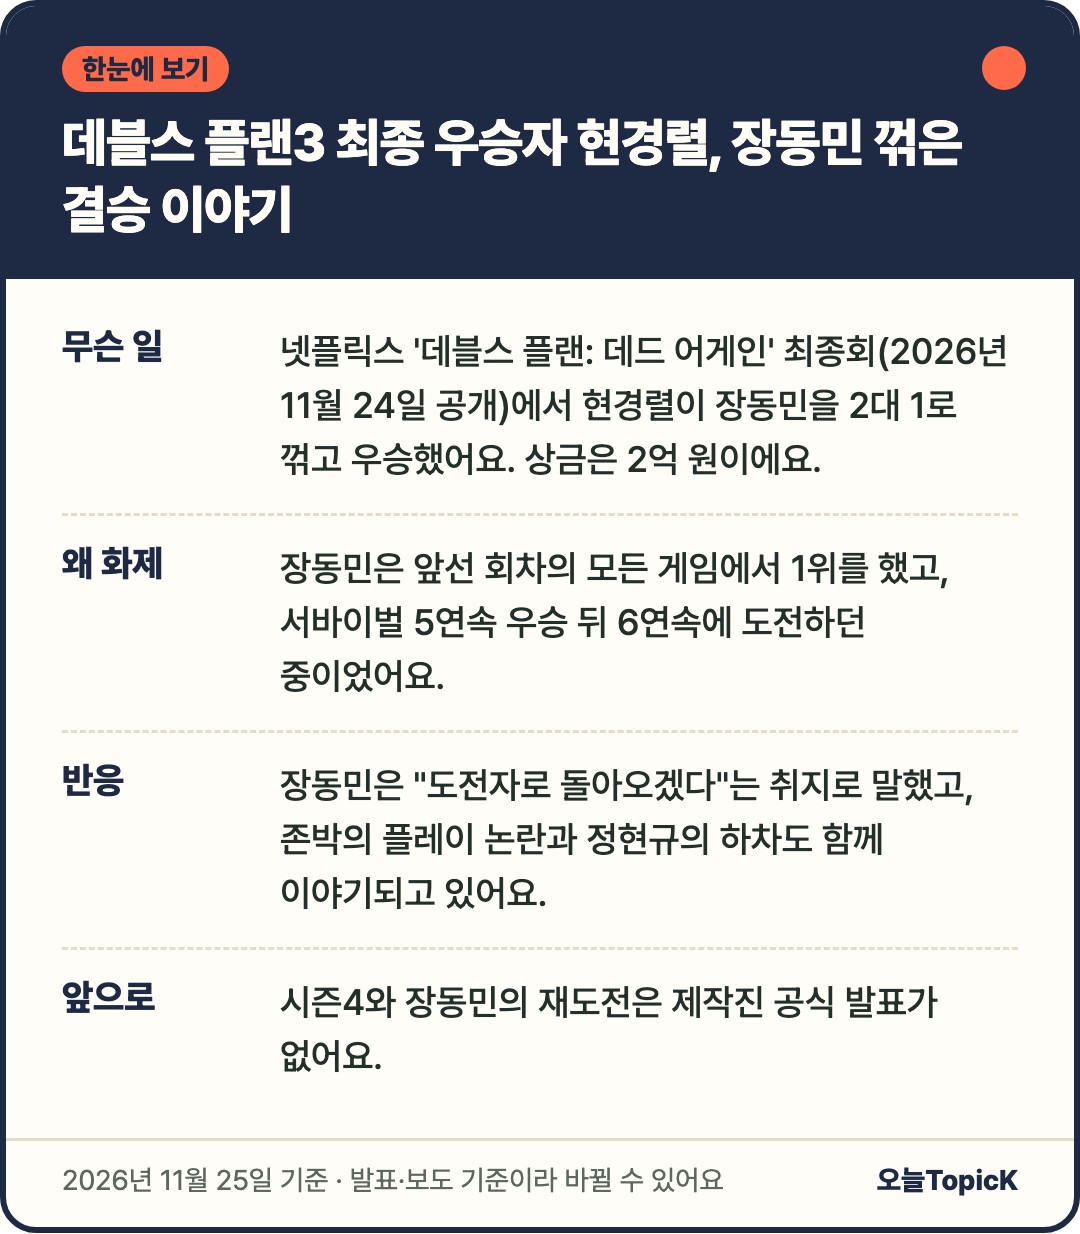 한눈에 보기
데블스 플랜3 최종 우승자 현경렬, 장동민 꺾은
결승 이야기
무슨 일
넷플릭스 '데블스 플랜: 데드 어게인' 최종회(2026년
11월 24일 공개)에서 현경렬이 장동민을 2대 1로
꺾고 우승했어요. 상금은 2억 원이에요.
왜 화제
장동민은 앞선 회차의 모든 게임에서 1위를 했고,
서바이벌 5연속 우승 뒤 6연속에 도전하던
중이었어요.
반응
장동민은 "도전자로 돌아오겠다"는 취지로 말했고,
존박의 플레이 논란과 정현규의 하차도 함께
이야기되고 있어요.
앞으로
시즌4와 장동민의 재도전은 제작진 공식 발표가
없어요.
2026년 11월 25일 기준 · 발표·보도 기준이라 바뀔 수 있어요
오늘TopicK